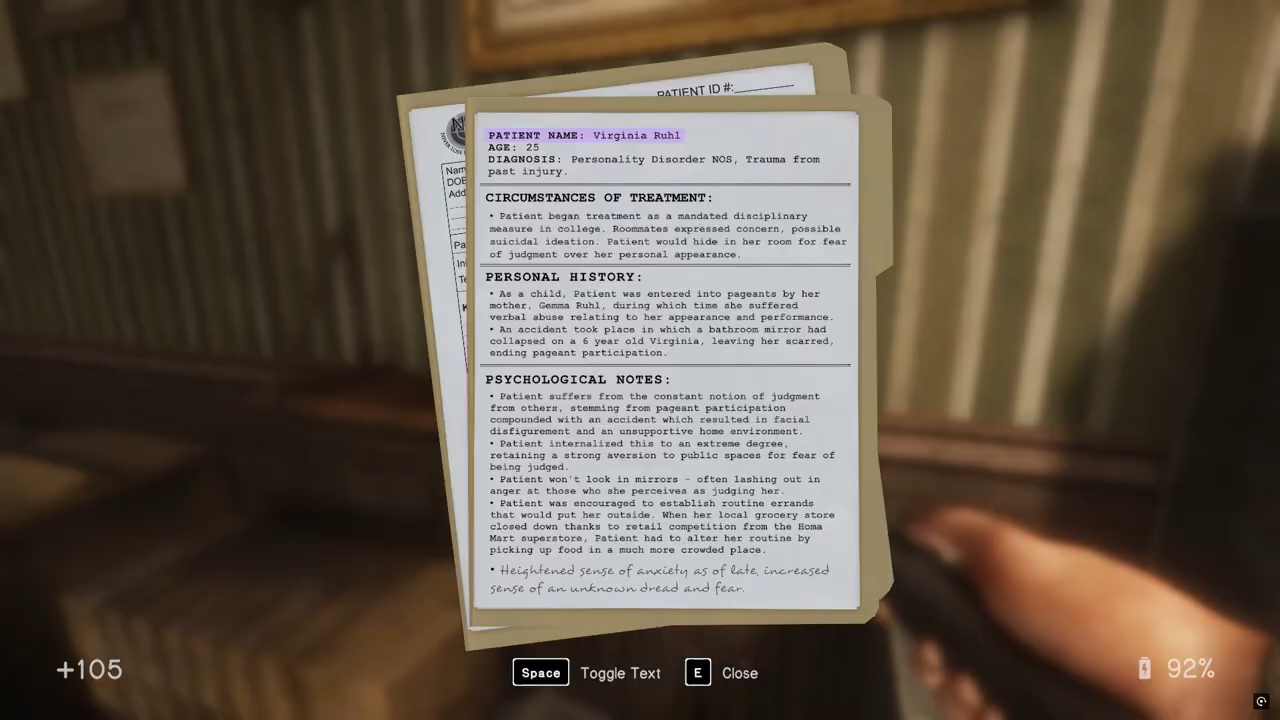 PATIENT ID #:
PATIENT NAME: Virginia Ruhl
AGE: 25
DIAGNOSIS: Personality Disorder NOS, Trauma from
past injury.
CIRCUMSTANCES OF TREATMENT:
• Patient began treatment as a mandated disciplinary
measure in college. Roommates expressed concern, possible
suicidal ideation. Patient would hide in her room for fear
of judgment over her personal appearance.
PERSONAL HISTORY:
• As a child, Patient was entered into pageants by her
mother, Gemma Ruhl, during which time she suffered
verbal abuse relating to her appearance and performance.
• An accident took place in which a bathroom mirror had
collapsed on a 6 year old Virginia, leaving her scarred,
ending pageant participation.
PSYCHOLOGICAL NOTES:
• Patient suffers from the constant notion of judgment
from others, stemming from pageant participation
compounded with an accident which resulted in facial
disfigurement and an unsupportive home environment.
• Patient internalized this to an extreme degree,
retaining a strong aversion to public spaces for fear of
being judged.
• Patient won't look in mirrors – often lashing out in
anger at those who she perceives as judging her.
• Patient was encouraged to establish routine errands
that would put her outside. When her local grocery store
closed down thanks to retail competition from the Homa
Mart superstore, Patient had to alter her routine by
picking up food in a much more crowded place.
• Heightened sense of anxiety as of late, increased
sense of an unknown dread and fear.
+105
Space Toggle Text E Close
92%